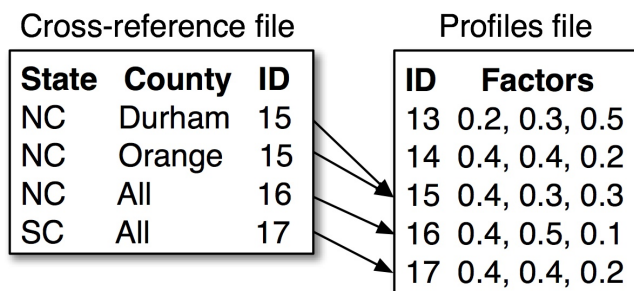 Cross-reference file
State County ID
NC Durham 15
NC Orange 15
NC All 16
SC All 17
Profiles file
ID Factors
13 0.2, 0.3, 0.5
14 0.4, 0.4, 0.2
15 0.4, 0.3, 0.3
16 0.4, 0.5, 0.1
17 0.4, 0.4, 0.2